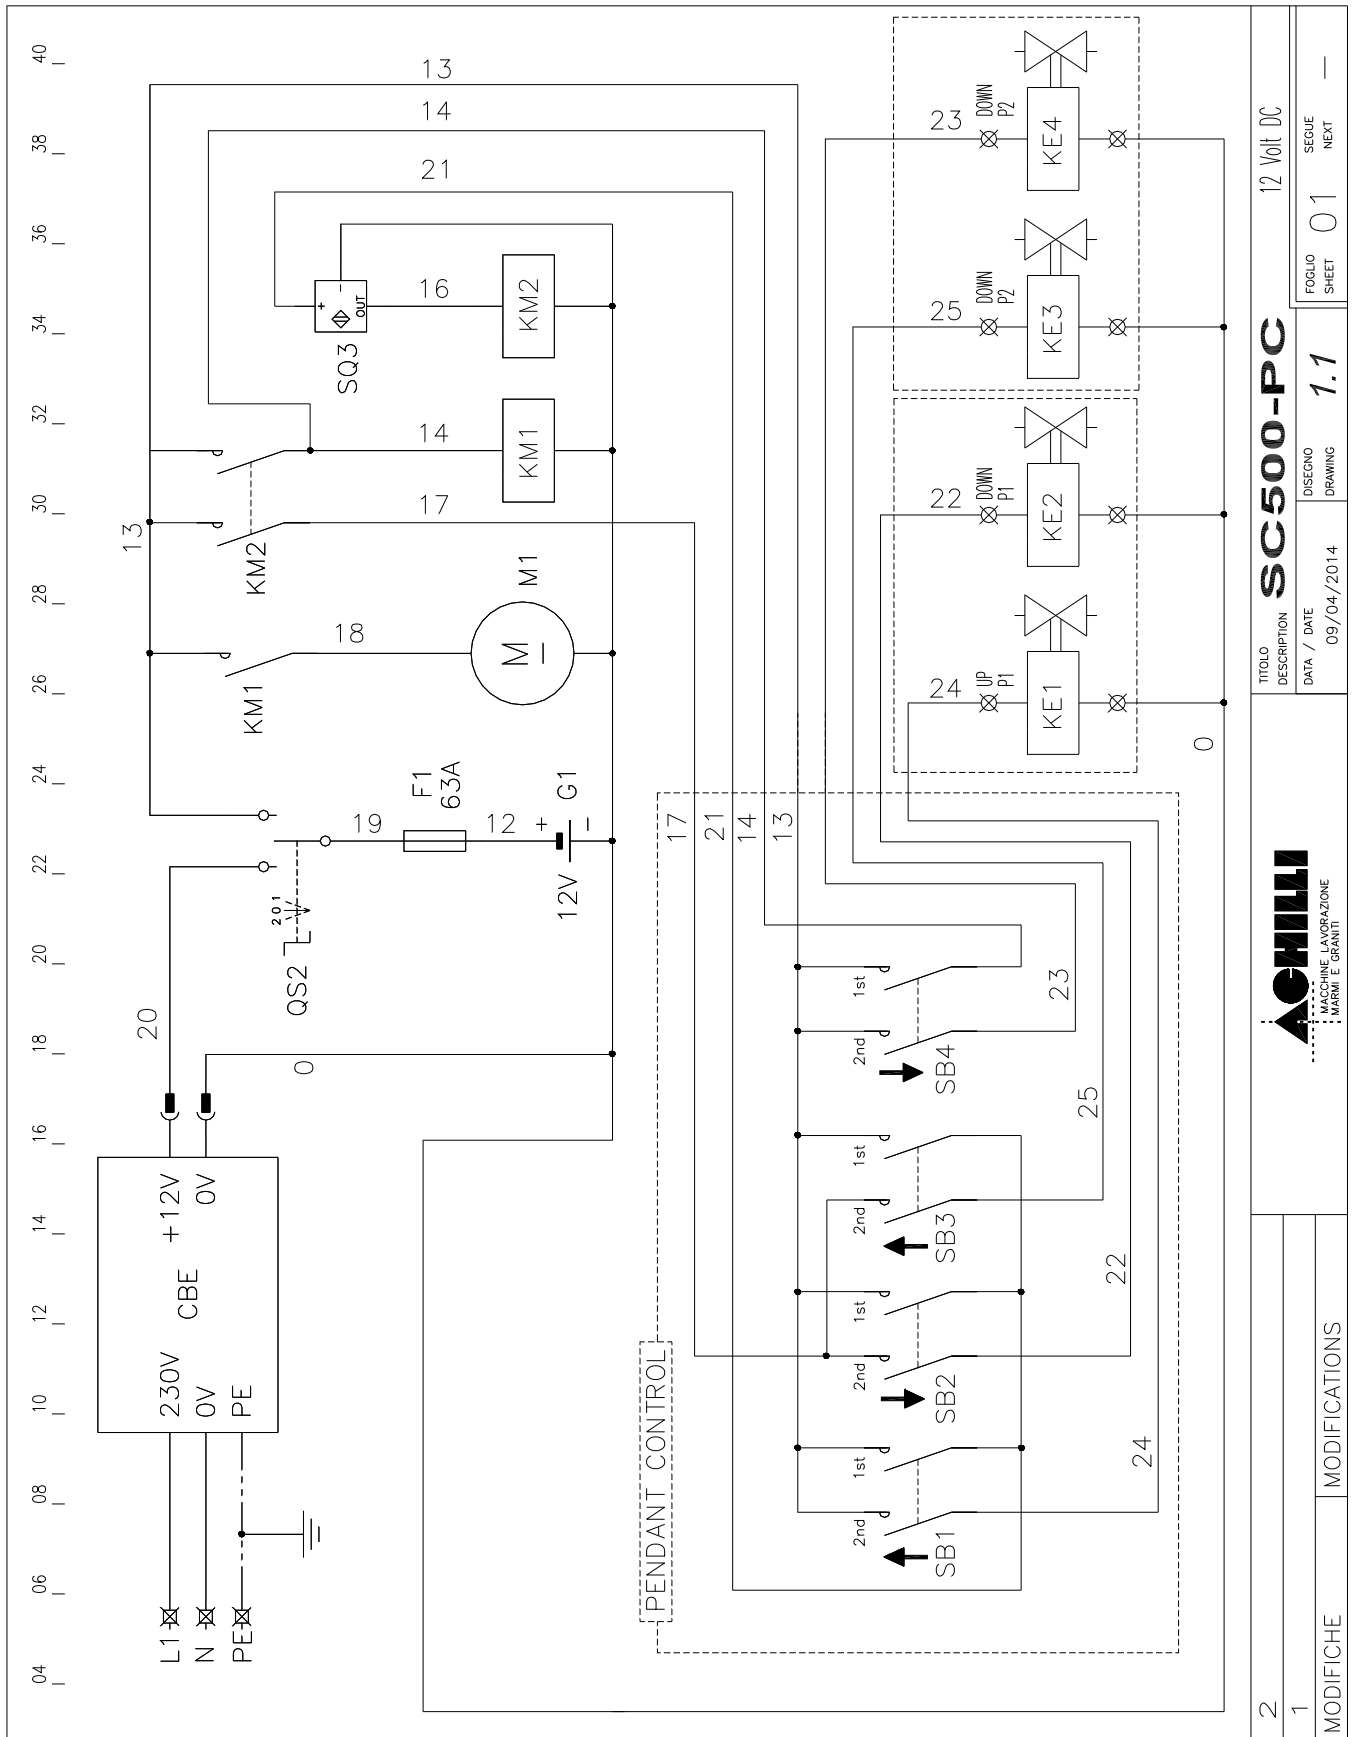 04 06 08 10 12 14 16 18 20 22 24 26 28 30 32 34 36 38 40
L1
N
PE
230V
0V
PE
CBE
+12V
0V
20
0
QS2
2 0 1
19
F1
63A
12
+
-
G1
12V
KM1
18
M
M1
13
KM2
17
14
KM1
SQ3
+
-
OUT
16
KM2
21
14
13
PENDANT CONTROL
17
21
14
13
2nd
1st
SB1
2nd
1st
SB2
2nd
1st
SB3
2nd
1st
SB4
24
22
25
23
24
UP
P1
KE1
22
DOWN
P1
KE2
25
DOWN
P2
KE3
23
DOWN
P2
KE4
0
2
1
MODIFICHE
MODIFICATIONS
ACHILLI
MACCHINE LAVORAZIONE
MARMI E GRANITI
TITOLO
DESCRIPTION
SC500-PC
12 Volt DC
DATA / DATE
09/04/2014
DISEGNO
DRAWING
1.1
FOGLIO
SHEET
01
SEGUE
NEXT
—